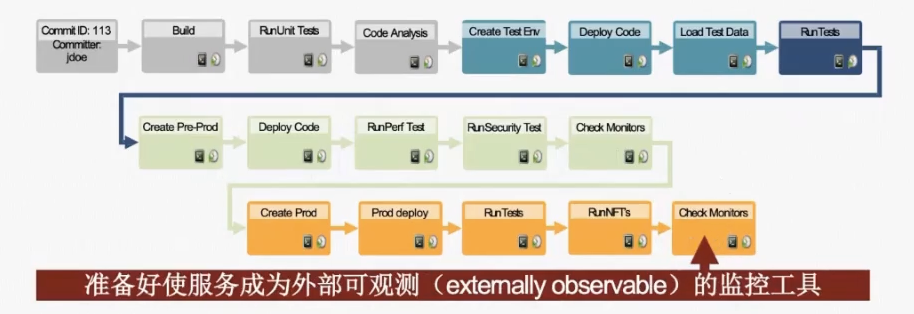 Commit ID: 113
Committer:
jdoe
Build
RunUnit Tests
Code Analysis
Create Test Env
Deploy Code
Load Test Data
RunTests
Create Pre-Prod
Deploy Code
RunPerf Test
RunSecurity Test
Check Monitors
Create Prod
Prod deploy
RunTests
RunNFT's
Check Monitors
准备好使服务成为外部可观测（externally observable）的监控工具